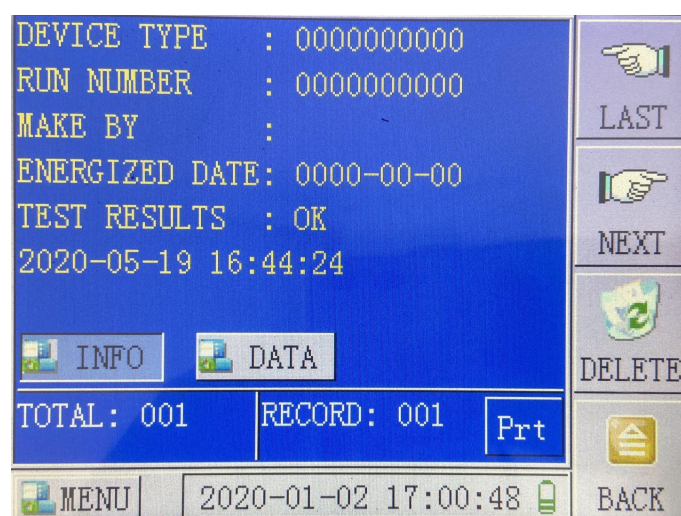 DEVICE TYPE : 0000000000
RUN NUMBER : 0000000000
MAKE BY :
ENERGIZED DATE: 0000-00-00
TEST RESULTS : OK
2020-05-19 16:44:24
INFO DATA
TOTAL: 001 RECORD: 001 Prt
MENU 2020-01-02 17:00:48
LAST
NEXT
DELETE
BACK